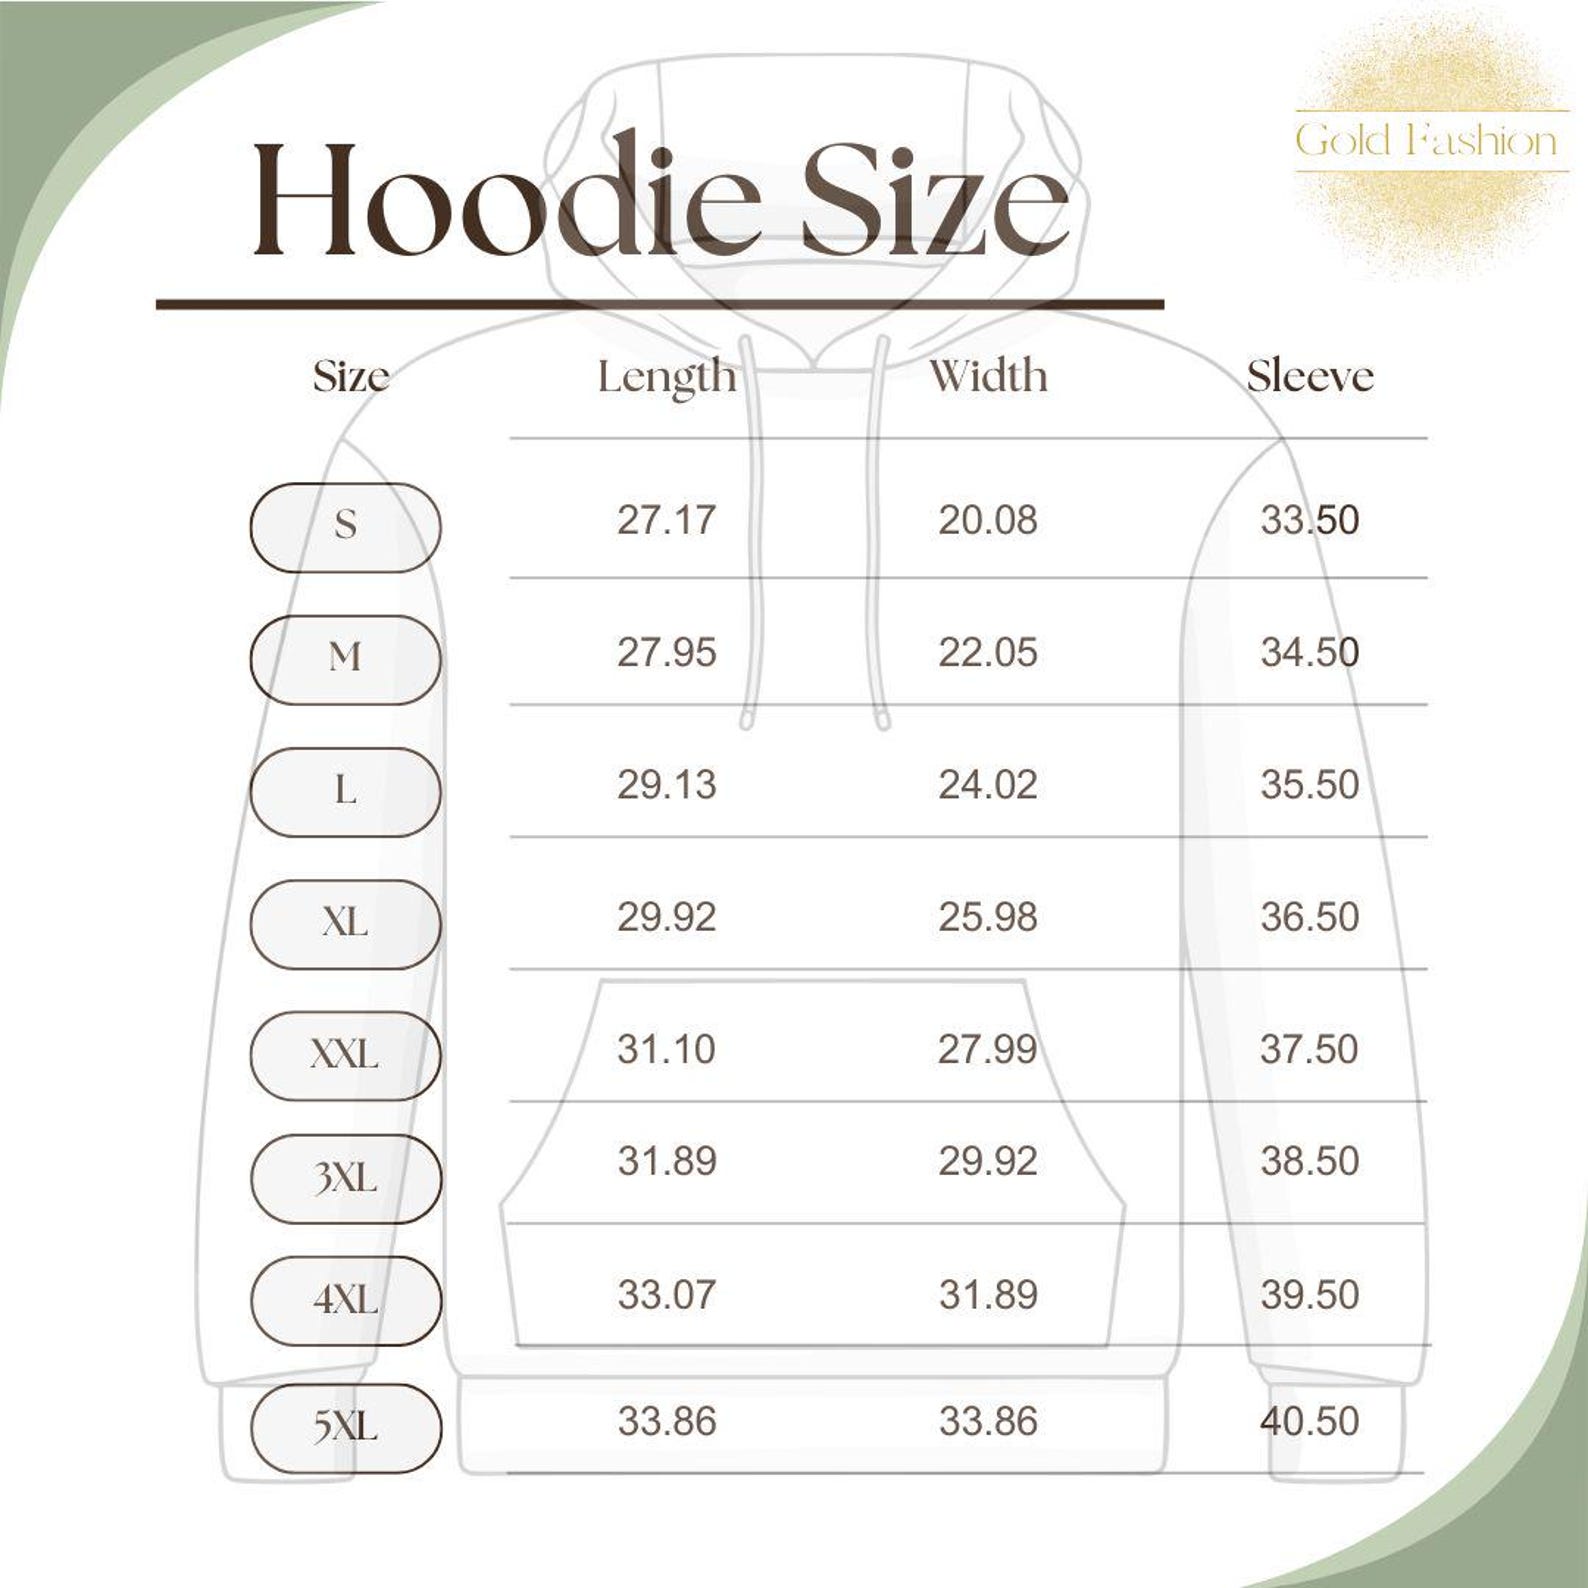 Gold Fashion
Hoodie Size
Size Length Width Sleeve
S 27.17 20.08 33.50
M 27.95 22.05 34.50
L 29.13 24.02 35.50
XL 29.92 25.98 36.50
XXL 31.10 27.99 37.50
3XL 31.89 29.92 38.50
4XL 33.07 31.89 39.50
5XL 33.86 33.86 40.50